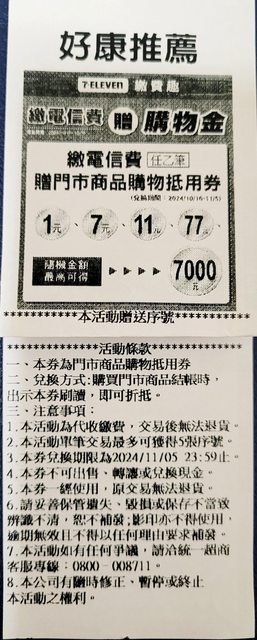 好康推薦
7-ELEVEN 繳費趣
繳電信費 贈 購物金
繳電信費 任乙筆
贈門市商品購物抵用券
(兌換期間：2024/10/16-11/5)
1元、7元、11元、77元、
隨機金額
最高可得 ▶▶▶▶ 7000元
**********本活動贈送序號**********
**********活動條款**********
一、本券為門市商品購物抵用券
二、兌換方式:購買門市商品結帳時，
出示本券刷讀，即可折抵。
三、注意事項：
1.本活動為代收繳費，交易後無法退貨。
2.本活動單筆交易最多可獲得5張序號。
3.本券兌換期限為2024/11/05 23:59止。
4.本券不可出售、轉讓或兌換現金。
5.本券一經使用，原交易無法退貨。
6.請妥善保管遺失、毀損或保存不當致
辨識不清，恕不補發;影印亦不得使用，
逾期無效且不得以任何理由要求補發。
7.本活動如有任何爭議，請洽統一超商
客服專線：0800-008711。
8.本公司有隨時修正、暫停或終止
本活動之權利。